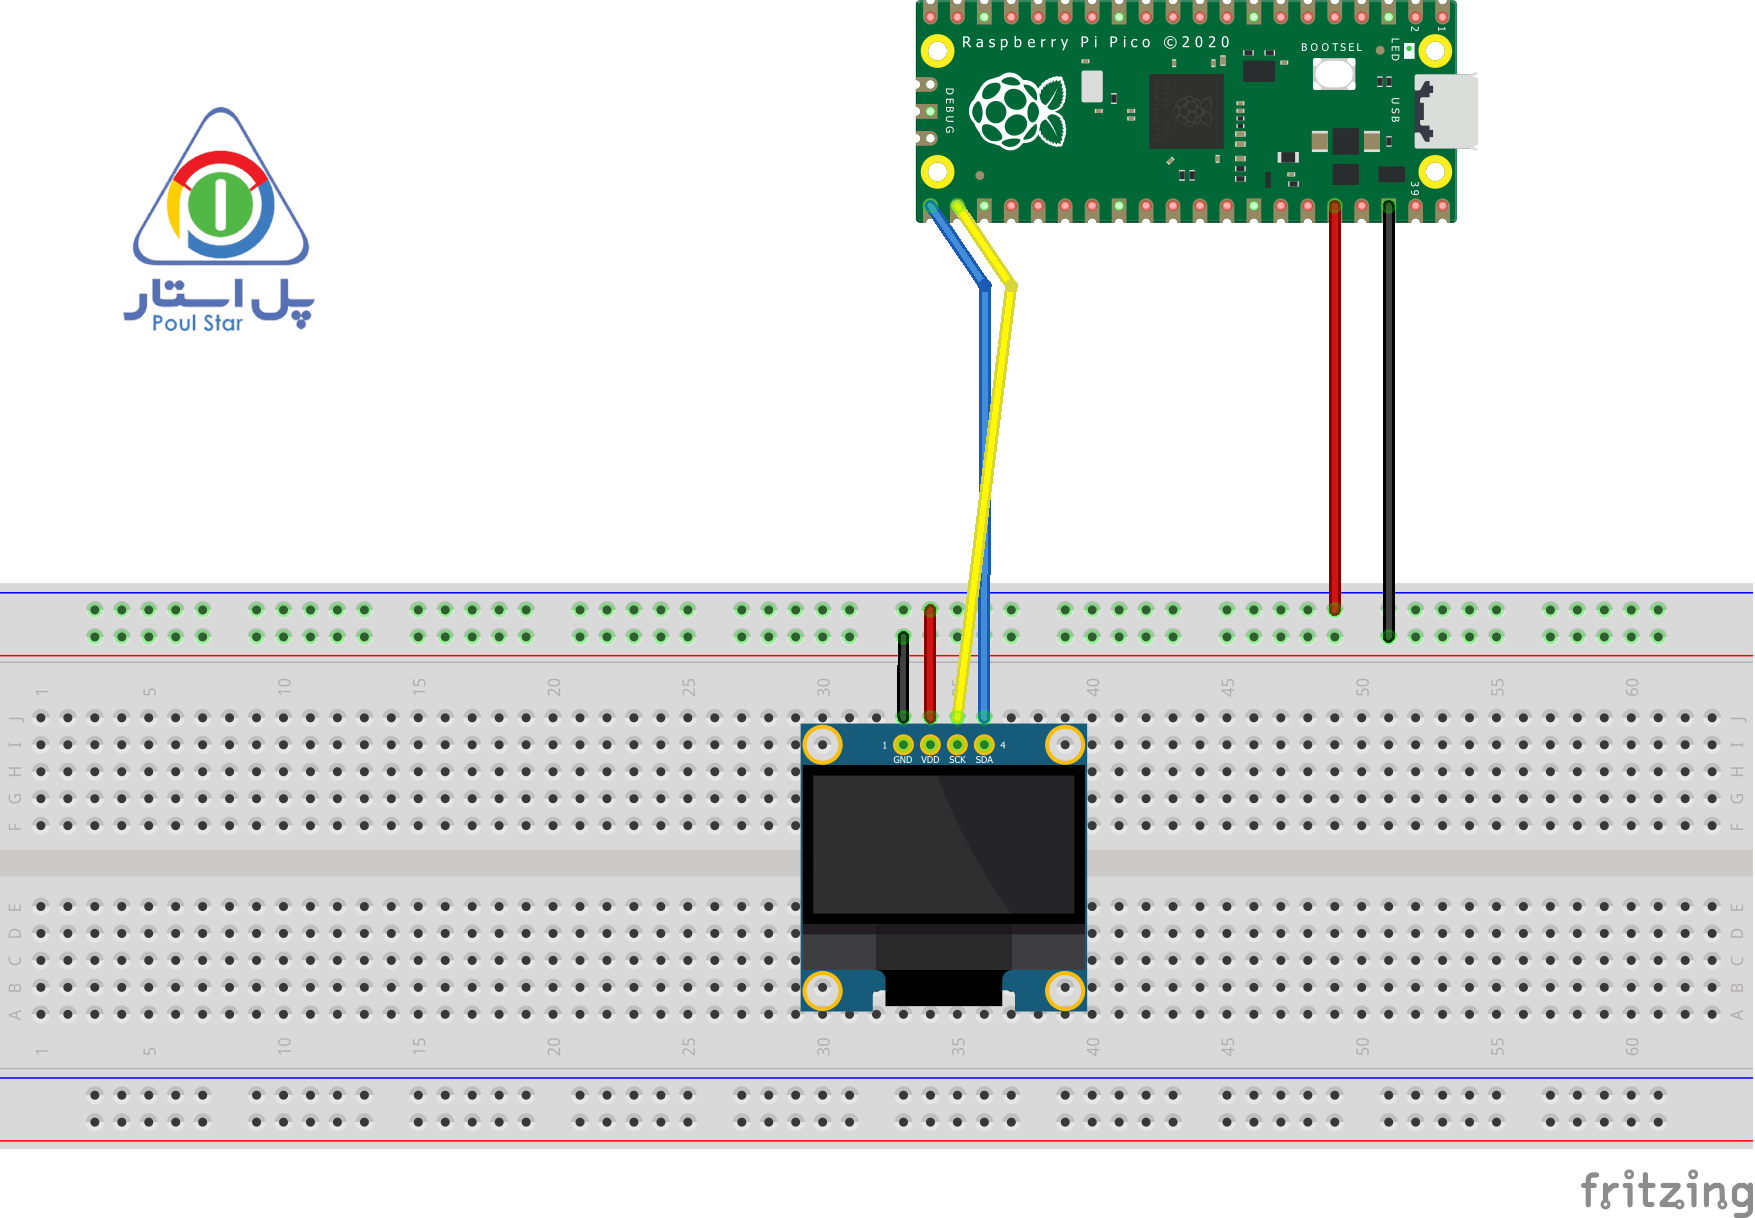 2
1
Raspberry Pi Pico ©2020
BOOTSEL
LED
DEBUG
USB
39
پل استار
Poul Star
1 5 10 15 20 25 30 35 40 45 50 55 60
J J
I I
H H
G G
F F
1 4
GND VDD SCK SDA
E E
D D
C C
B B
A A
1 5 10 15 20 25 30 35 40 45 50 55 60
fritzing